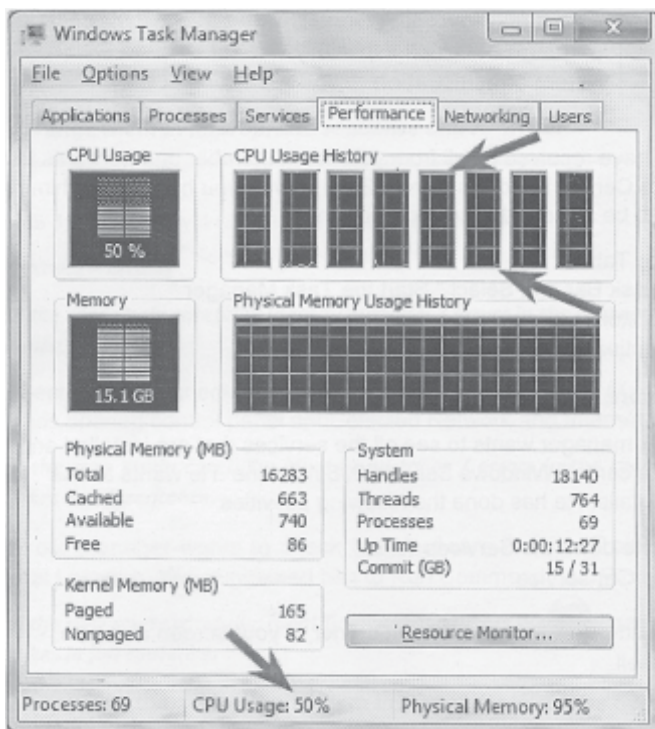 Windows Task Manager
File Options View Help
Applications Processes Services Performance Networking Users
CPU Usage
50 %
CPU Usage History
Memory
15.1 GB
Physical Memory Usage History
Physical Memory (MB)
Total 16283
Cached 663
Available 740
Free 86
System
Handles 18140
Threads 764
Processes 69
Up Time 0:00:12:27
Commit (GB) 15 / 31
Kernel Memory (MB)
Paged 165
Nonpaged 82
Resource Monitor...
Processes: 69 CPU Usage: 50% Physical Memory: 95%